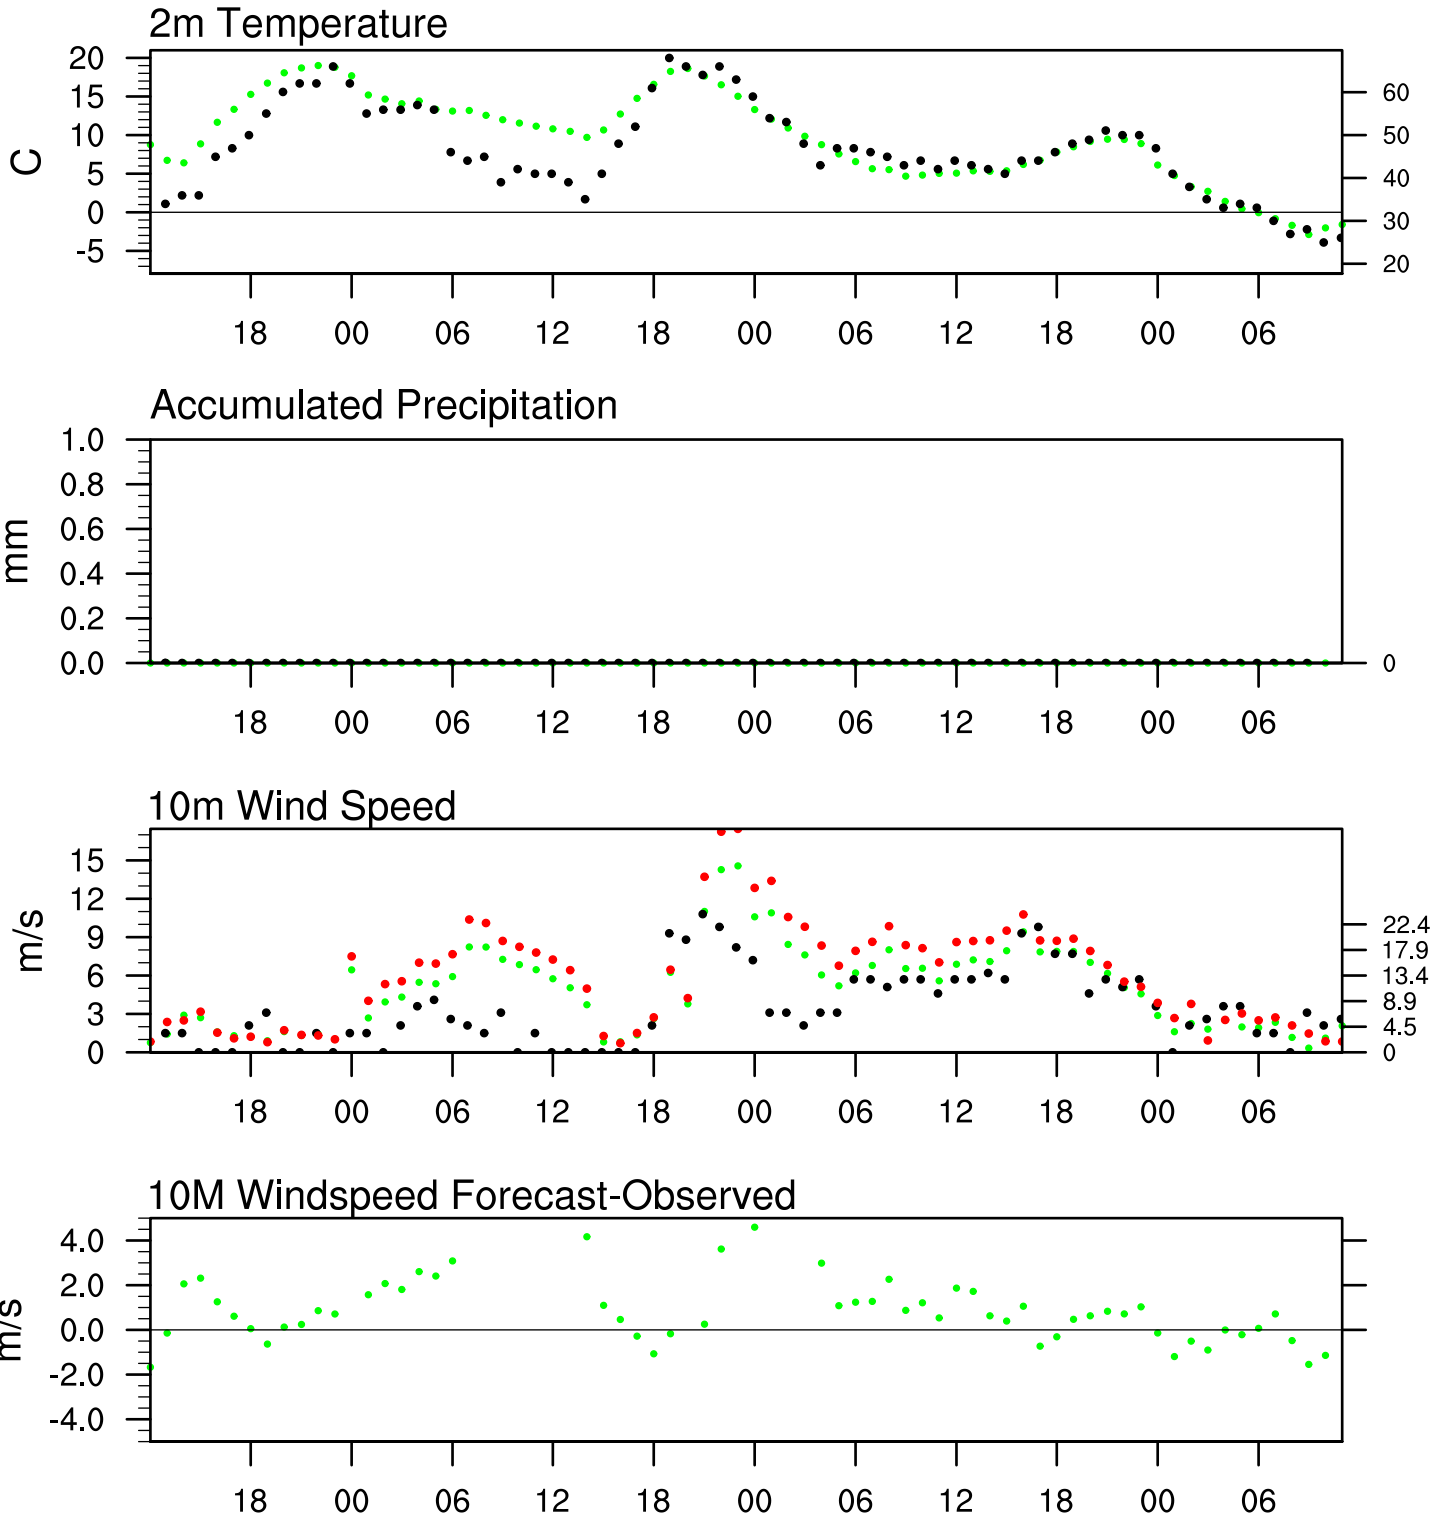 2m Temperature
20
15
10
5
0
-5
C
60
50
40
30
20
18 00 06 12 18 00 06 12 18 00 06
Accumulated Precipitation
1.0
0.8
0.6
0.4
0.2
0.0
mm
0
18 00 06 12 18 00 06 12 18 00 06
10m Wind Speed
15
12
9
6
3
0
m/s
22.4
17.9
13.4
8.9
4.5
0
18 00 06 12 18 00 06 12 18 00 06
10M Windspeed Forecast-Observed
4.0
2.0
0.0
-2.0
-4.0
m/s
18 00 06 12 18 00 06 12 18 00 06